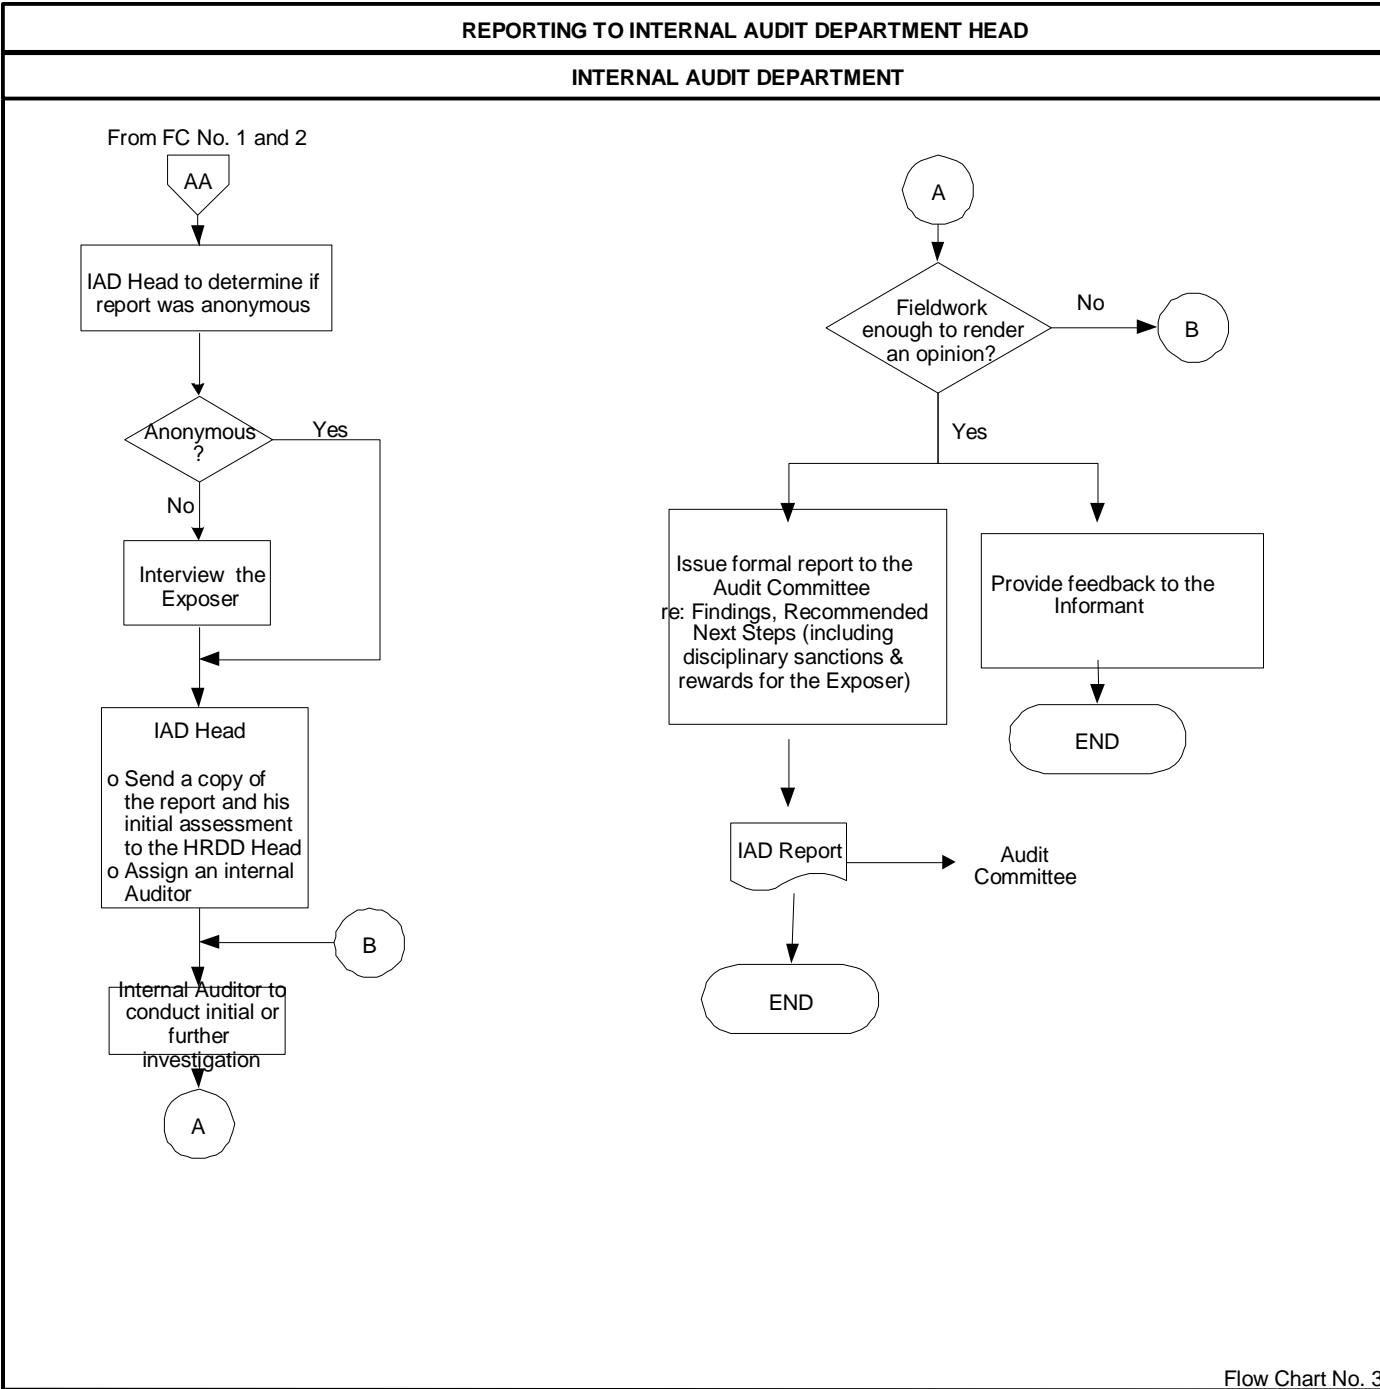 REPORTING TO INTERNAL AUDIT DEPARTMENT HEAD
INTERNAL AUDIT DEPARTMENT
From FC No. 1 and 2
AA
IAD Head to determine if
report was anonymous
Anonymous
?
Yes
No
Interview the
Exposer
IAD Head
o Send a copy of
the report and his
initial assessment
to the HRDD Head
o Assign an internal
Auditor
B
Internal Auditor to
conduct initial or
further
investigation
A
A
Fieldwork
enough to render
an opinion?
No
B
Yes
Issue formal report to the
Audit Committee
re: Findings, Recommended
Next Steps (including
disciplinary sanctions &
rewards for the Exposer)
Provide feedback to the
Informant
END
IAD Report
Audit
Committee
END
Flow Chart No. 3